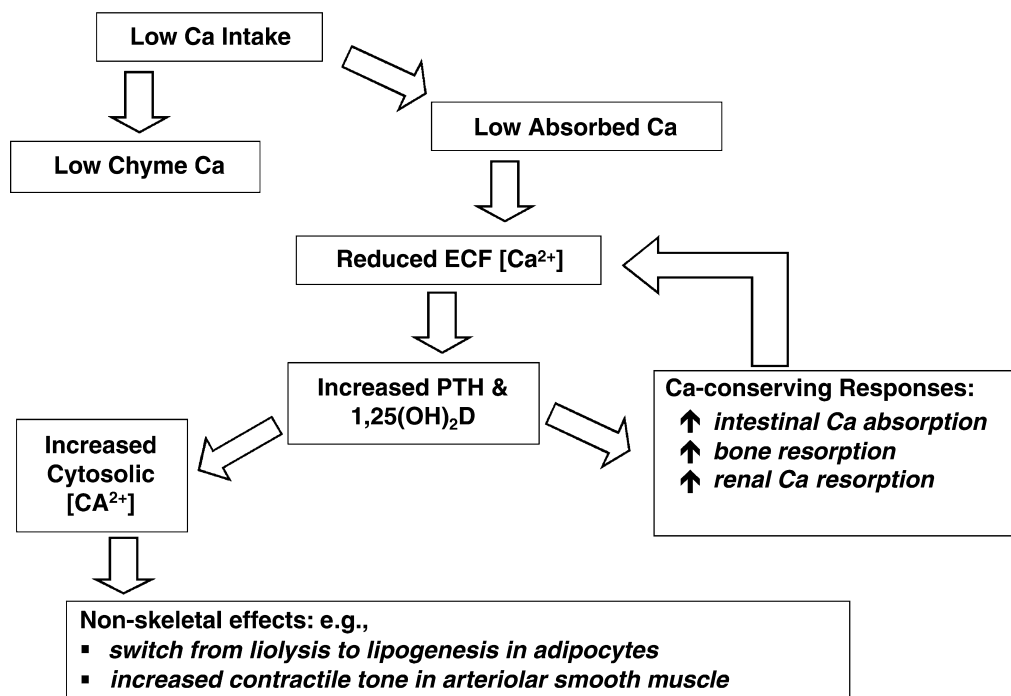 Low Ca Intake
Low Absorbed Ca
Low Chyme Ca
Reduced ECF [Ca²⁺]
Increased PTH &
1,25(OH)₂D
Ca-conserving Responses:
↑ intestinal Ca absorption
↑ bone resorption
↑ renal Ca resorption
Increased
Cytosolic
[CA²⁺]
Non-skeletal effects: e.g.,
▪ switch from liolysis to lipogenesis in adipocytes
▪ increased contractile tone in arteriolar smooth muscle